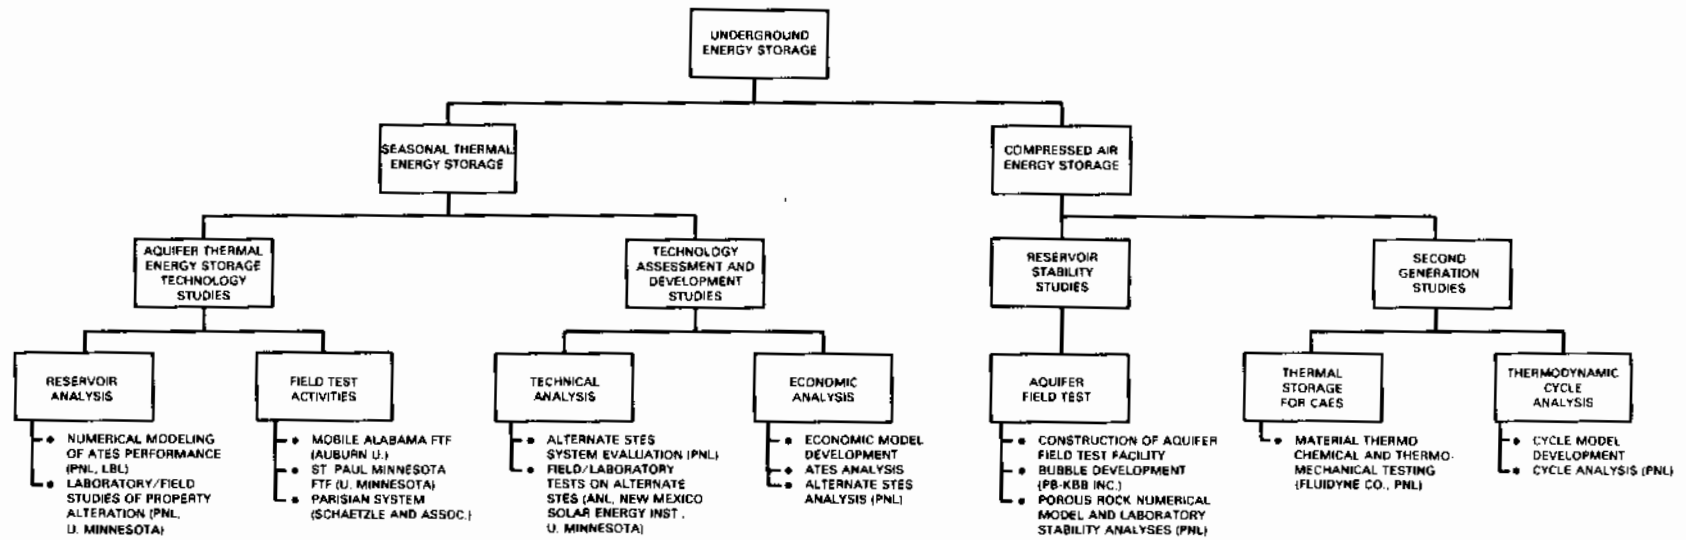 UNDERGROUND
ENERGY STORAGE
SEASONAL THERMAL
ENERGY STORAGE
COMPRESSED AIR
ENERGY STORAGE
AQUIFER THERMAL
ENERGY STORAGE
TECHNOLOGY
STUDIES
TECHNOLOGY
ASSESSMENT AND
DEVELOPMENT
STUDIES
RESERVOIR
STABILITY
STUDIES
SECOND
GENERATION
STUDIES
RESERVOIR
ANALYSIS
FIELD TEST
ACTIVITIES
TECHNICAL
ANALYSIS
ECONOMIC
ANALYSIS
AQUIFER
FIELD TEST
THERMAL
STORAGE
FOR CAES
THERMODYNAMIC
CYCLE
ANALYSIS
• NUMERICAL MODELING
OF ATES PERFORMANCE
(PNL, LBL)
• LABORATORY/FIELD
STUDIES OF PROPERTY
ALTERATION (PNL,
U. MINNESOTA)
• MOBILE ALABAMA FTF
(AUBURN U.)
• ST PAUL MINNESOTA
FTF (U. MINNESOTA)
• PARISIAN SYSTEM
(SCHAETZLE AND ASSOC.)
• ALTERNATE STES
SYSTEM EVALUATION (PNL)
• FIELD/LABORATORY
TESTS ON ALTERNATE
STES (ANL, NEW MEXICO
SOLAR ENERGY INST.,
U. MINNESOTA)
• ECONOMIC MODEL
DEVELOPMENT
• ATES ANALYSIS
• ALTERNATE STES
ANALYSIS (PNL)
• CONSTRUCTION OF AQUIFER
FIELD TEST FACILITY
• BUBBLE DEVELOPMENT
(PB-KBB INC.)
• POROUS ROCK NUMERICAL
MODEL AND LABORATORY
STABILITY ANALYSES (PNL)
• MATERIAL THERMO
CHEMICAL AND THERMO-
MECHANICAL TESTING
(FLUIDYNE CO., PNL)
• CYCLE MODEL
DEVELOPMENT
• CYCLE ANALYSIS (PNL)